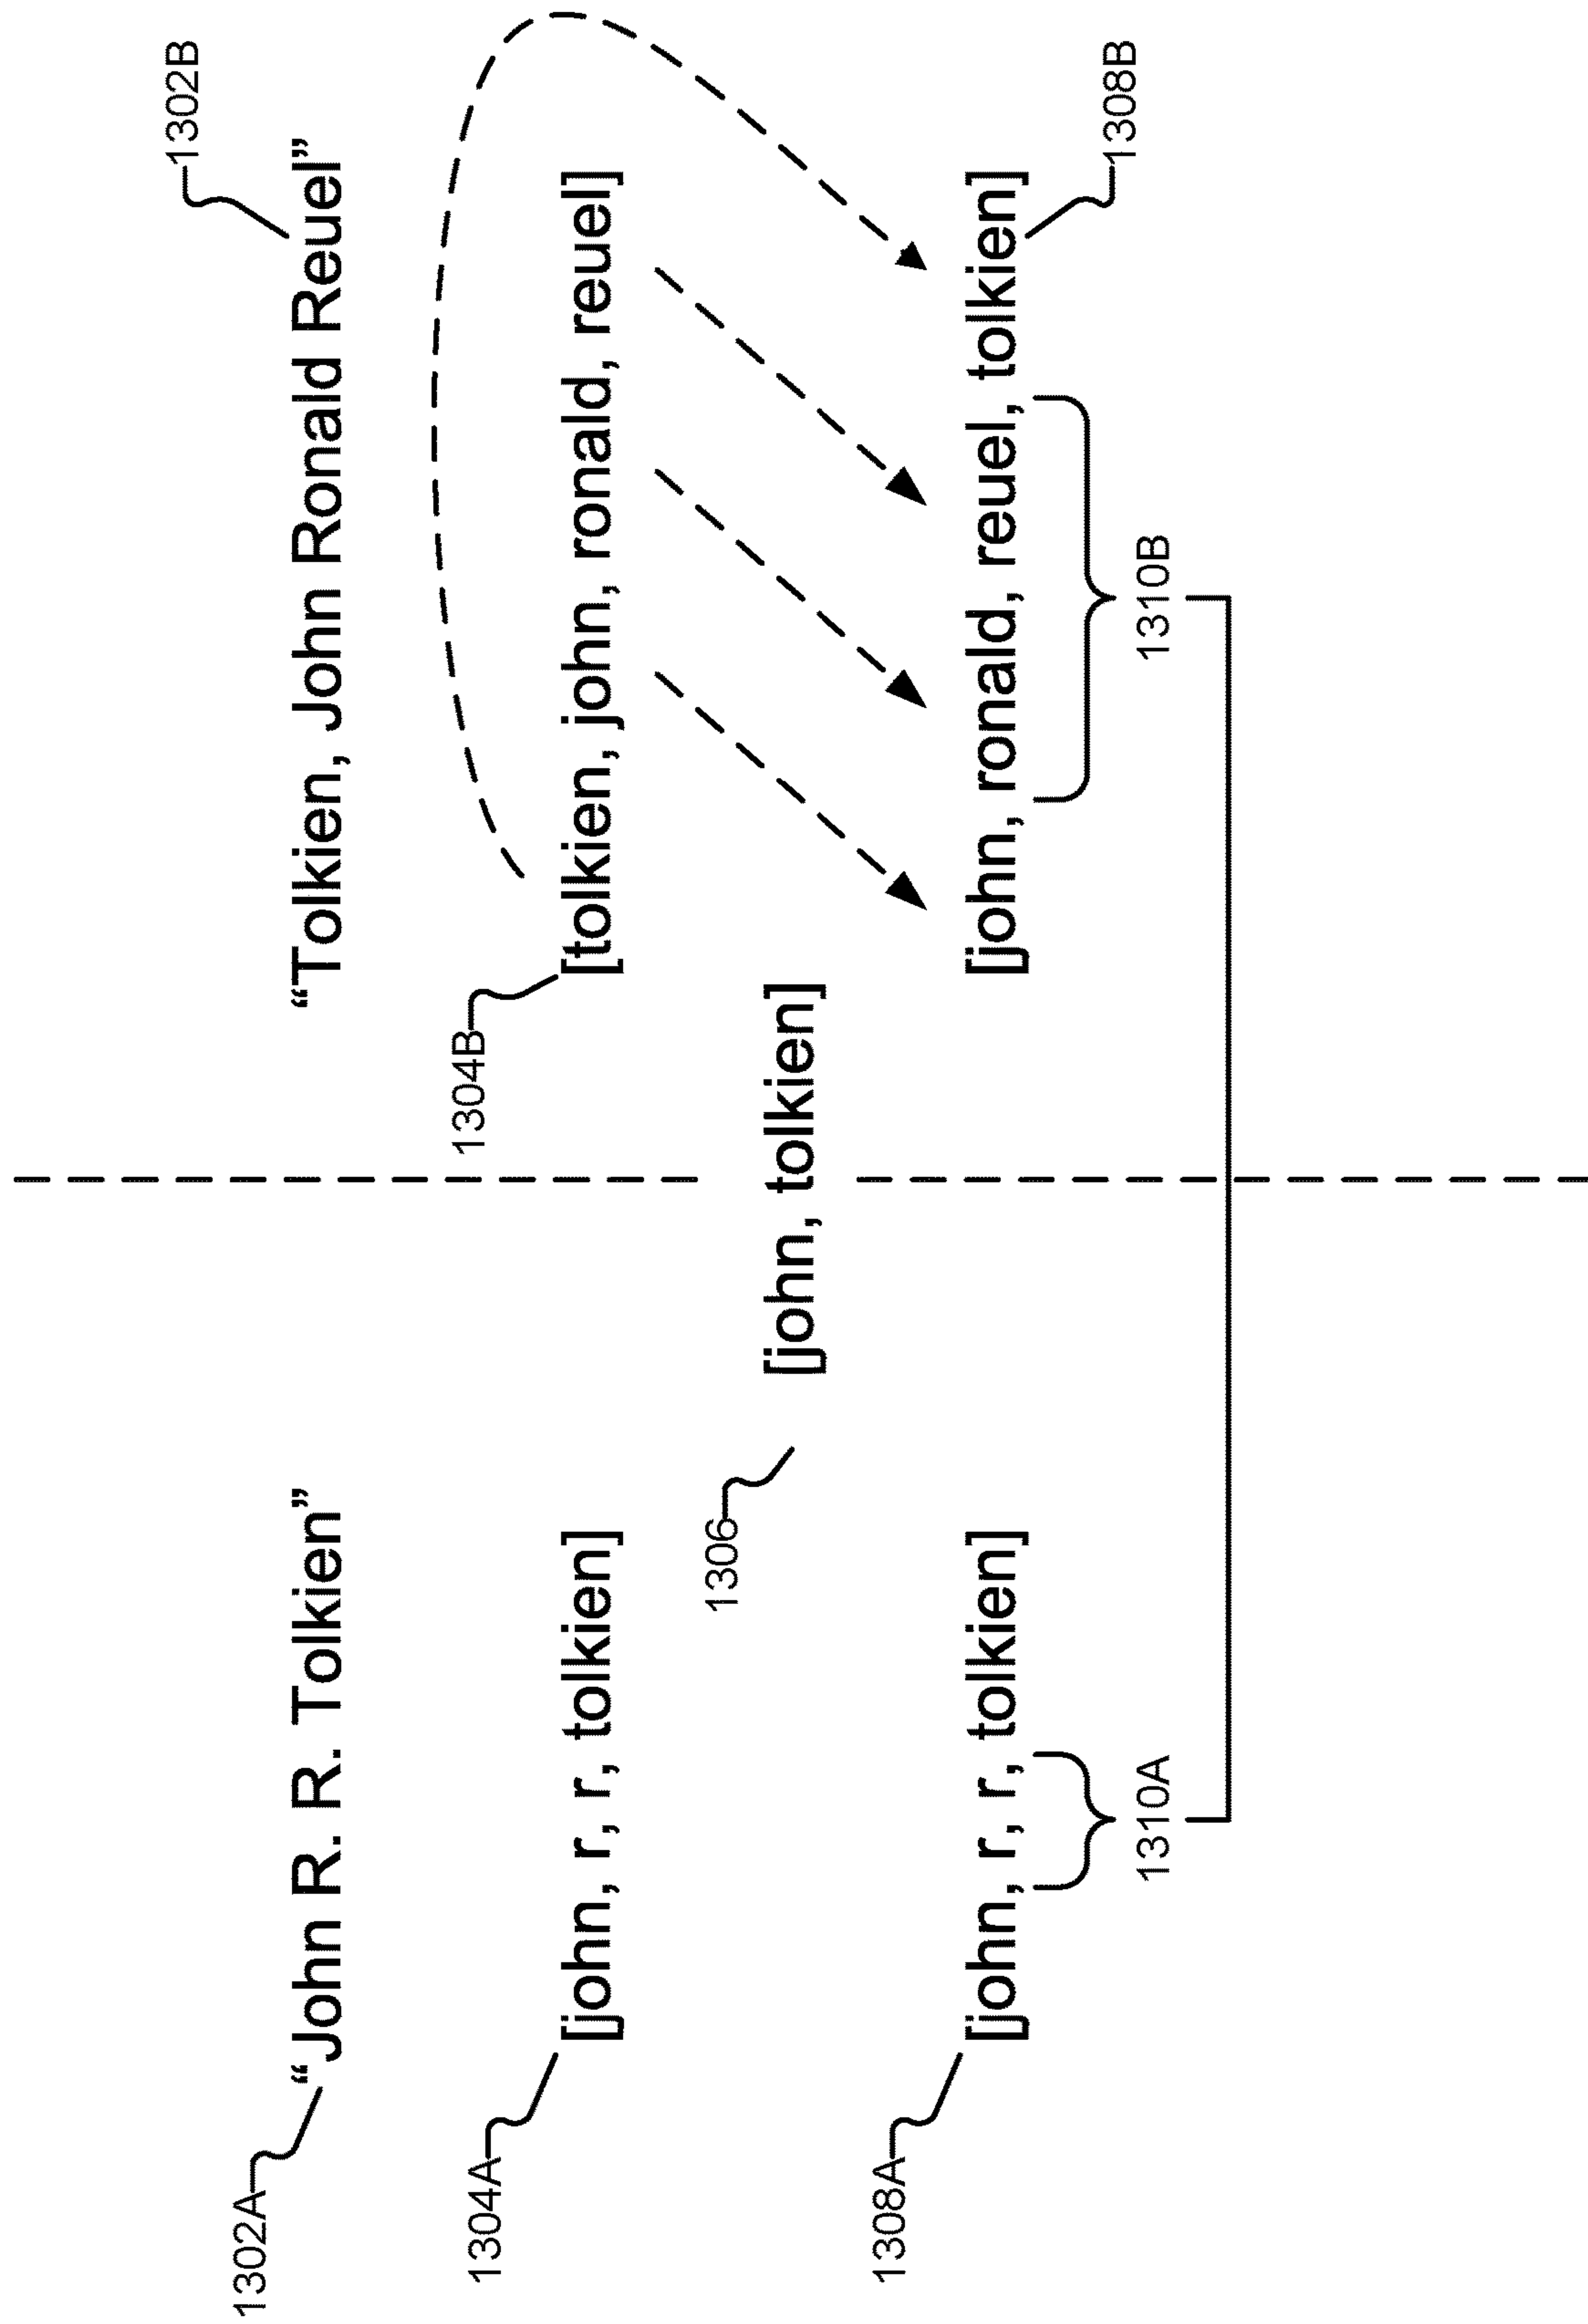 1302A
“John R. R. Tolkien”
1302B
“Tolkien, John Ronald Reuel”
1304A
[john, r, r, tolkien]
1304B
[tolkien, john, ronald, reuel]
1306
[john, tolkien]
1308A
[john, r, r, tolkien]
1310A
[john, ronald, reuel, tolkien]
1308B
1310B